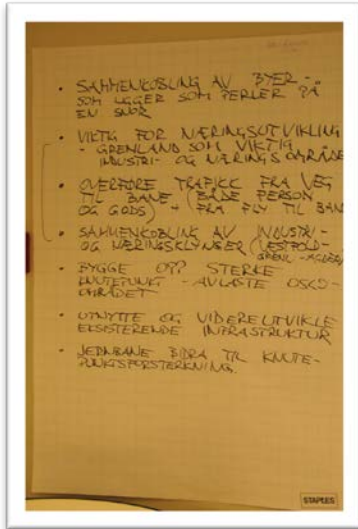 • SAMMENKOBLING AV BYER -
SOM LIGGER SOM PERLER PÅ
EN SNOR
• VIKTIG FOR NÆRINGSUTVIKLING
- GRENLAND SOM VIKTIG
INDUSTRI- OG NÆRINGSOMRÅDE
• OVERFØRE TRAFIKK FRA VEG
TIL BANE (BÅDE PERSON
OG GODS) + FRA FLY TIL BANE
• SAMMENKOBLING AV INDUSTRI-
OG NÆRINGSKLYNGER (VESTFOLD-
GRENL.-AGDER)
• BYGGE OPP STERKE
KNUTEPUNKT - AVLASTE OSLO-
OMRÅDET
• UTNYTTE OG VIDEREUTVIKLE
EKSISTERENDE INFRASTRUKTUR
• JERNBANE BIDRA TIL KNUTE-
PUNKTSFORSTERKNING.
STAPLES